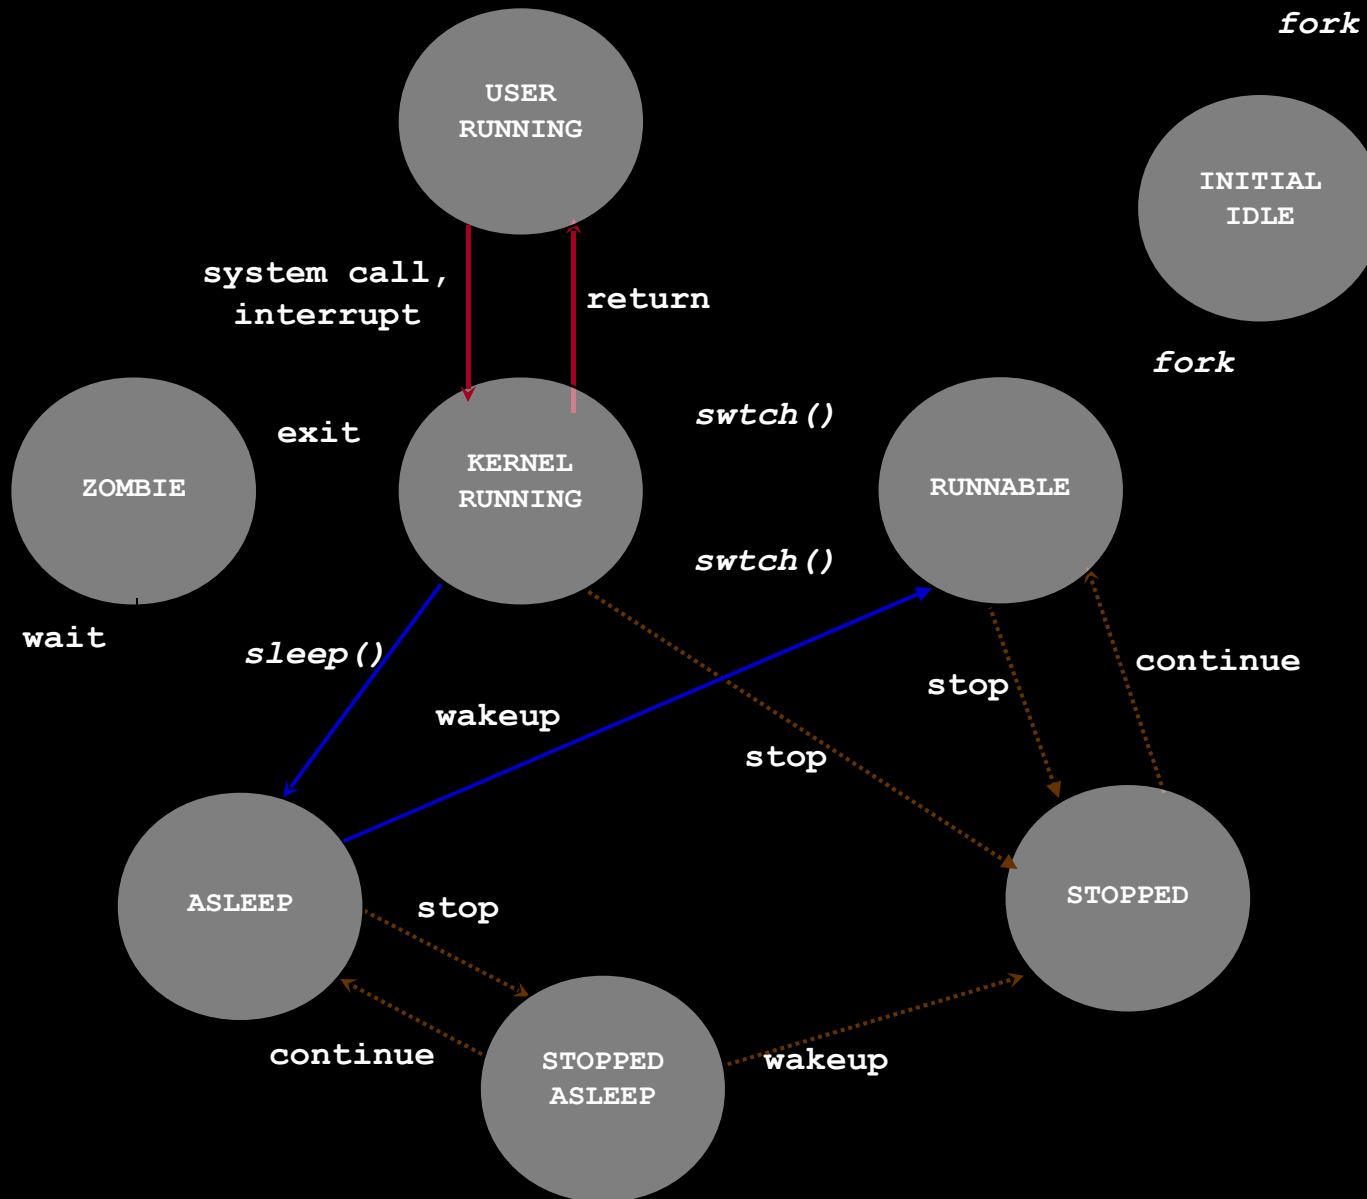 fork
USER
RUNNING
INITIAL
IDLE
system call,
interrupt
return
fork
swtch()
exit
KERNEL
RUNNING
ZOMBIE
RUNNABLE
swtch()
wait
sleep()
continue
stop
wakeup
stop
ASLEEP
STOPPED
stop
continue
STOPPED
ASLEEP
wakeup